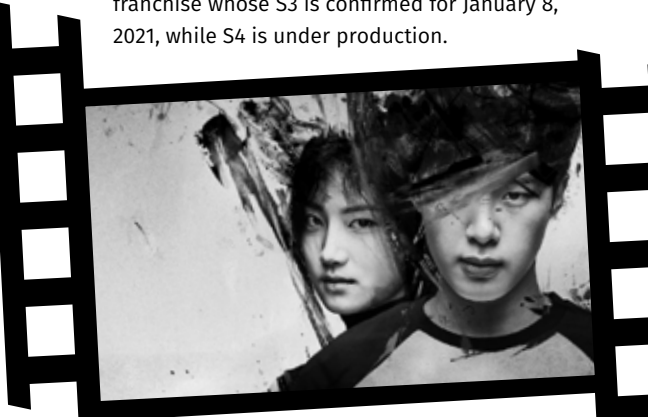 franchise whose S3 is confirmed for January 8,
2021, while S4 is under production.